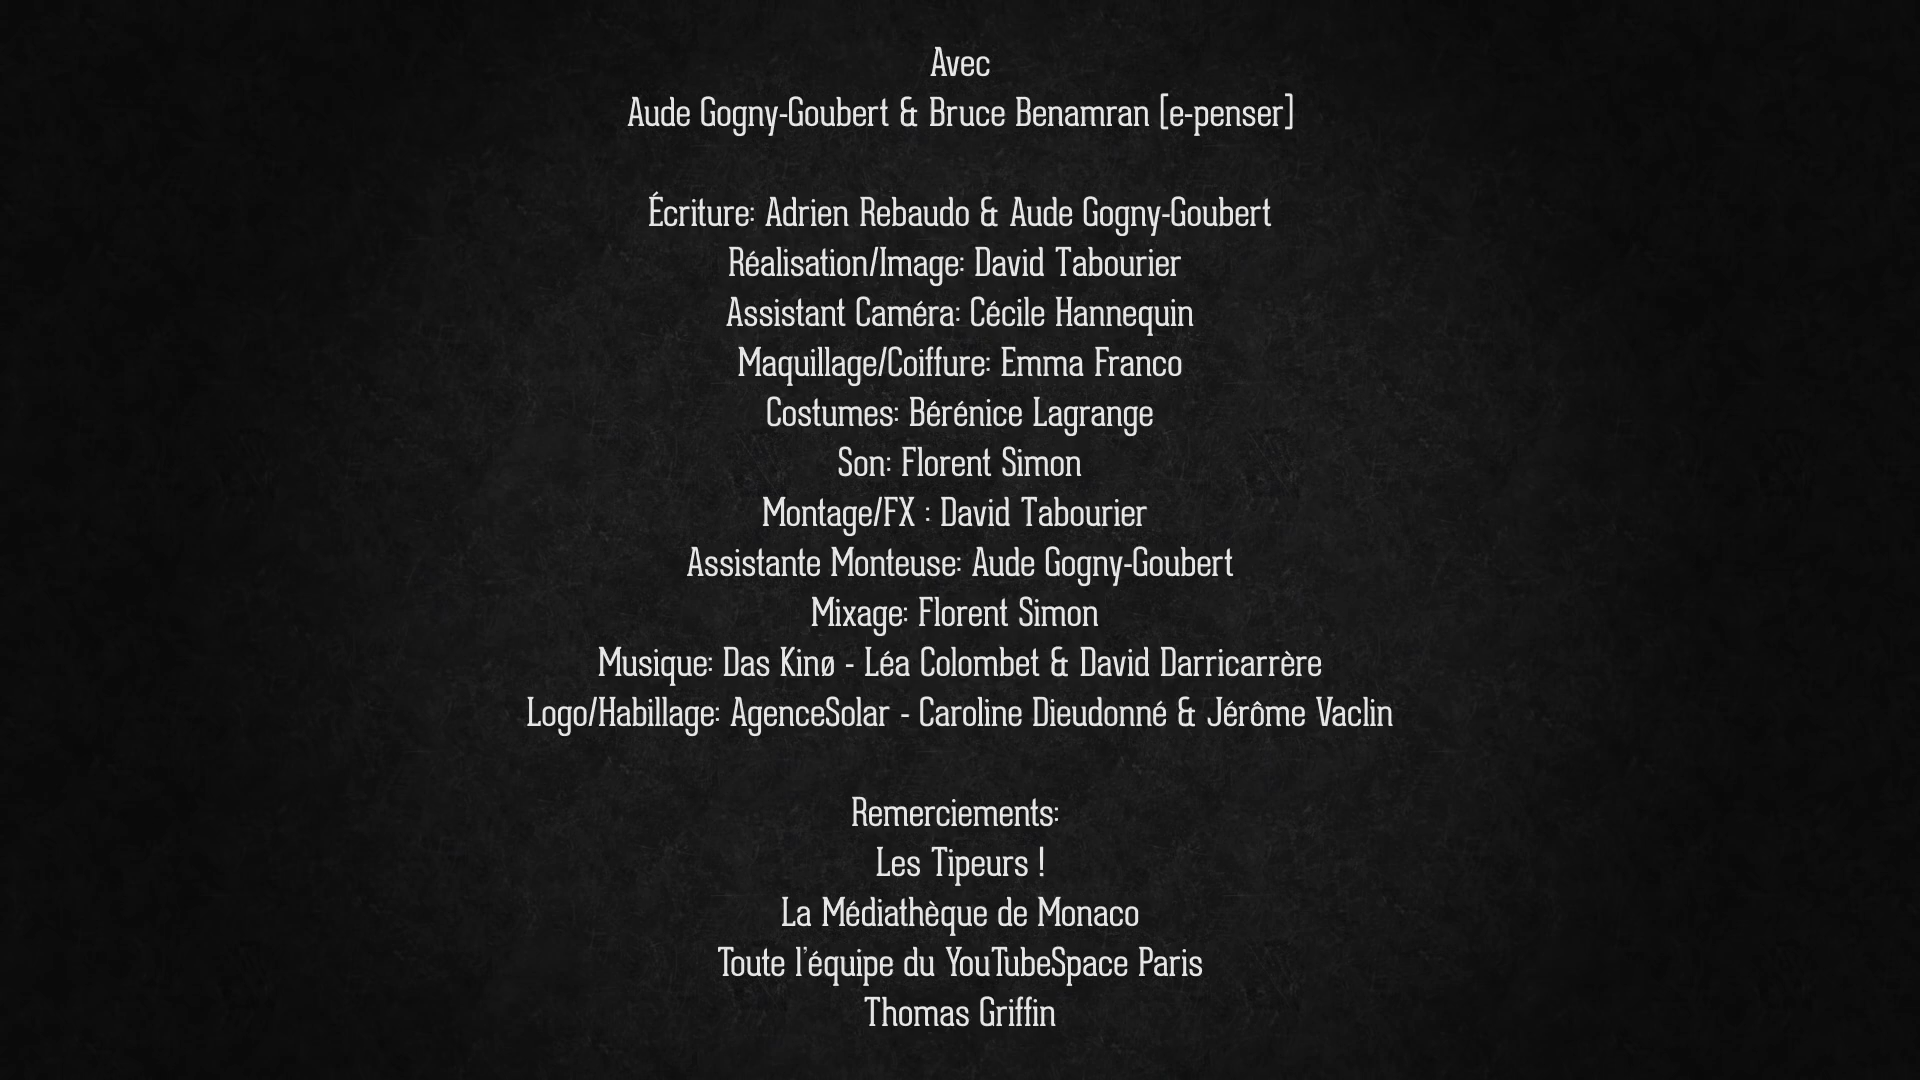 Avec
Aude Gogny-Goubert & Bruce Benamran [e-penser]
Écriture: Adrien Rebaudo & Aude Gogny-Goubert
Réalisation/Image: David Tabourier
Assistant Caméra: Cécile Hannequin
Maquillage/Coiffure: Emma Franco
Costumes: Bérénice Lagrange
Son: Florent Simon
Montage/FX : David Tabourier
Assistante Monteuse: Aude Gogny-Goubert
Mixage: Florent Simon
Musique: Das Kinø - Léa Colombet & David Darricarrère
Logo/Habillage: AgenceSolar - Caroline Dieudonné & Jérôme Vaclin
Remerciements:
Les Tipeurs !
La Médiathèque de Monaco
Toute l'équipe du YouTubeSpace Paris
Thomas Griffin